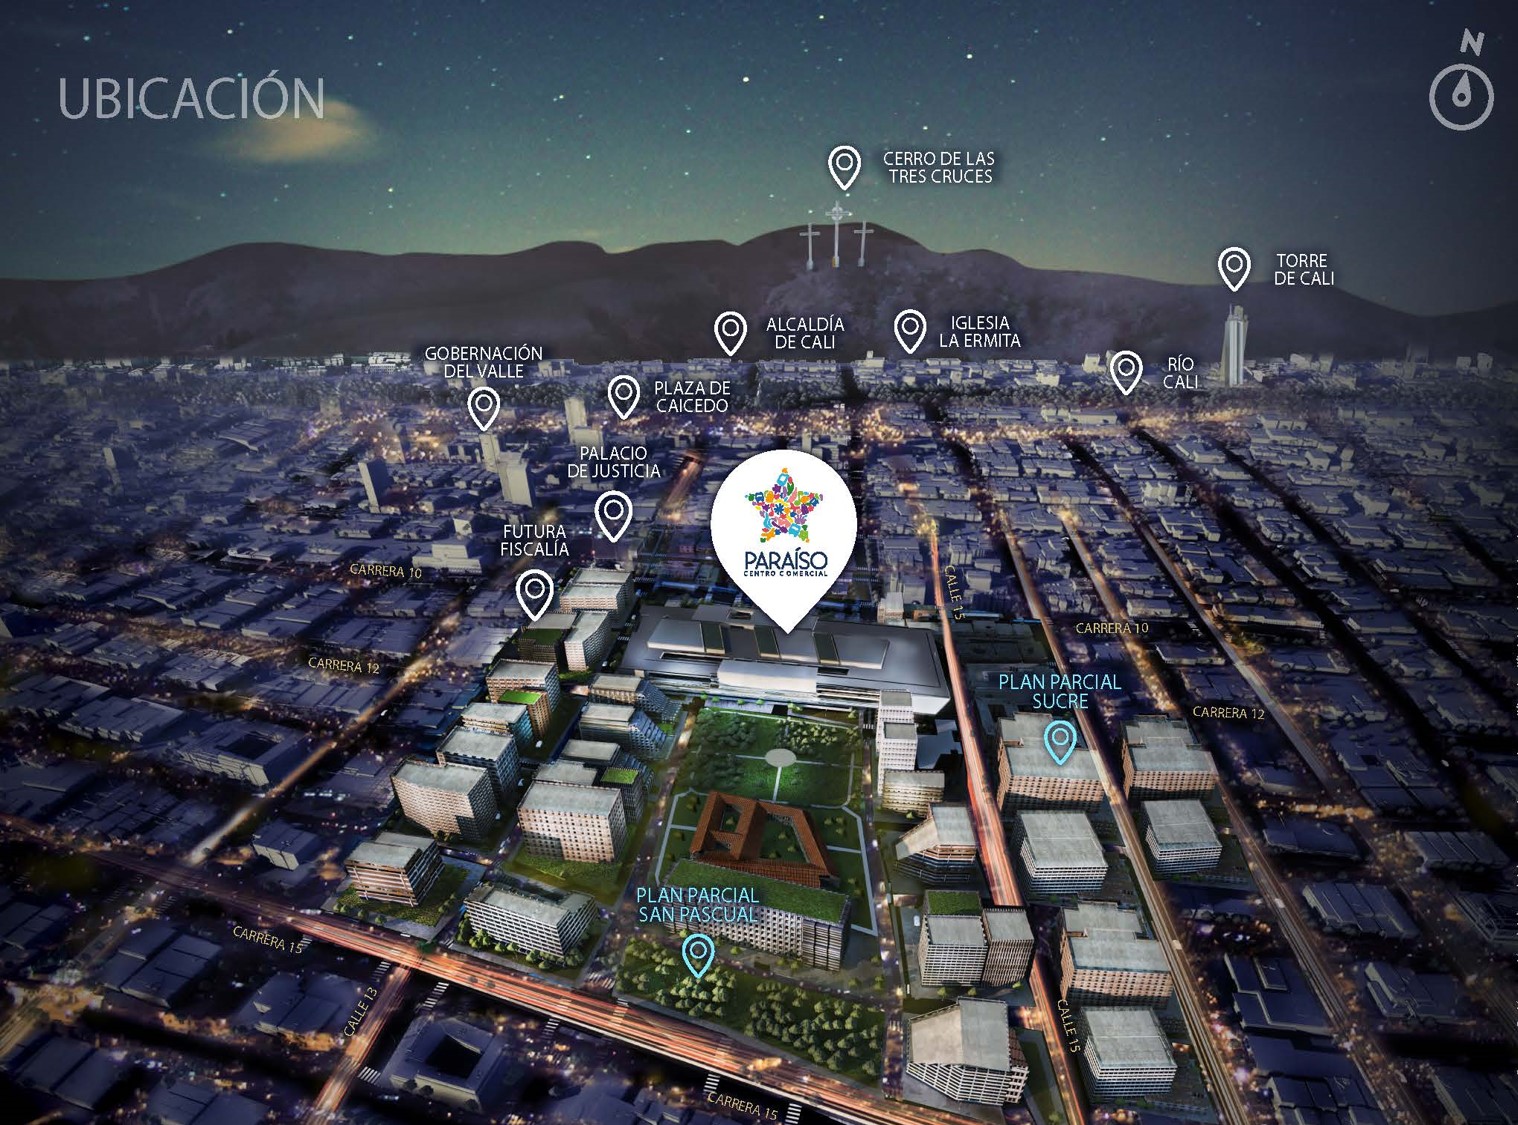 UBICACIÓN
N
CERRO DE LAS
TRES CRUCES
TORRE
DE CALI
ALCALDÍA
DE CALI
IGLESIA
LA ERMITA
GOBERNACIÓN
DEL VALLE
RÍO
CALI
PLAZA DE
CAICEDO
PALACIO
DE JUSTICIA
FUTURA
FISCALÍA
PARAÍSO
CENTRO COMERCIAL
CARRERA 10
CALLE 15
CARRERA 10
CARRERA 12
PLAN PARCIAL
SUCRE
CARRERA 12
PLAN PARCIAL
SAN PASCUAL
CARRERA 15
CALLE 13
CALLE 15
CARRERA 15